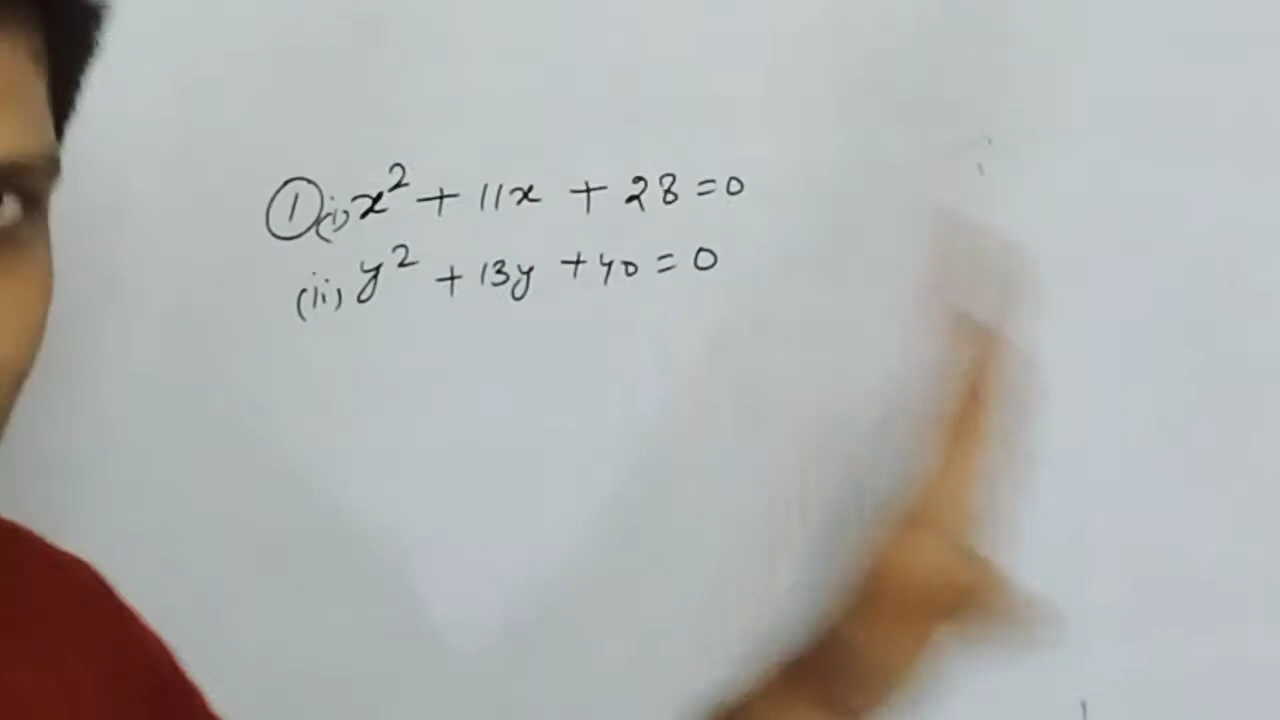 ① (i) x² + 11x + 28 = 0
(ii) y² + 13y + 40 = 0